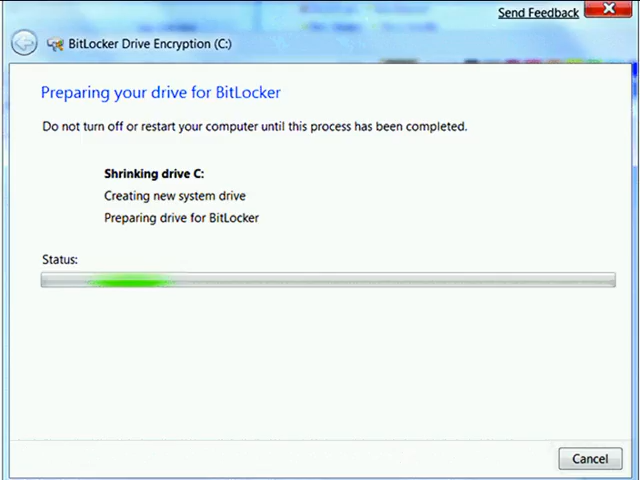 Send Feedback
BitLocker Drive Encryption (C:)
Preparing your drive for BitLocker
Do not turn off or restart your computer until this process has been completed.
Shrinking drive C:
Creating new system drive
Preparing drive for BitLocker
Status:
Cancel